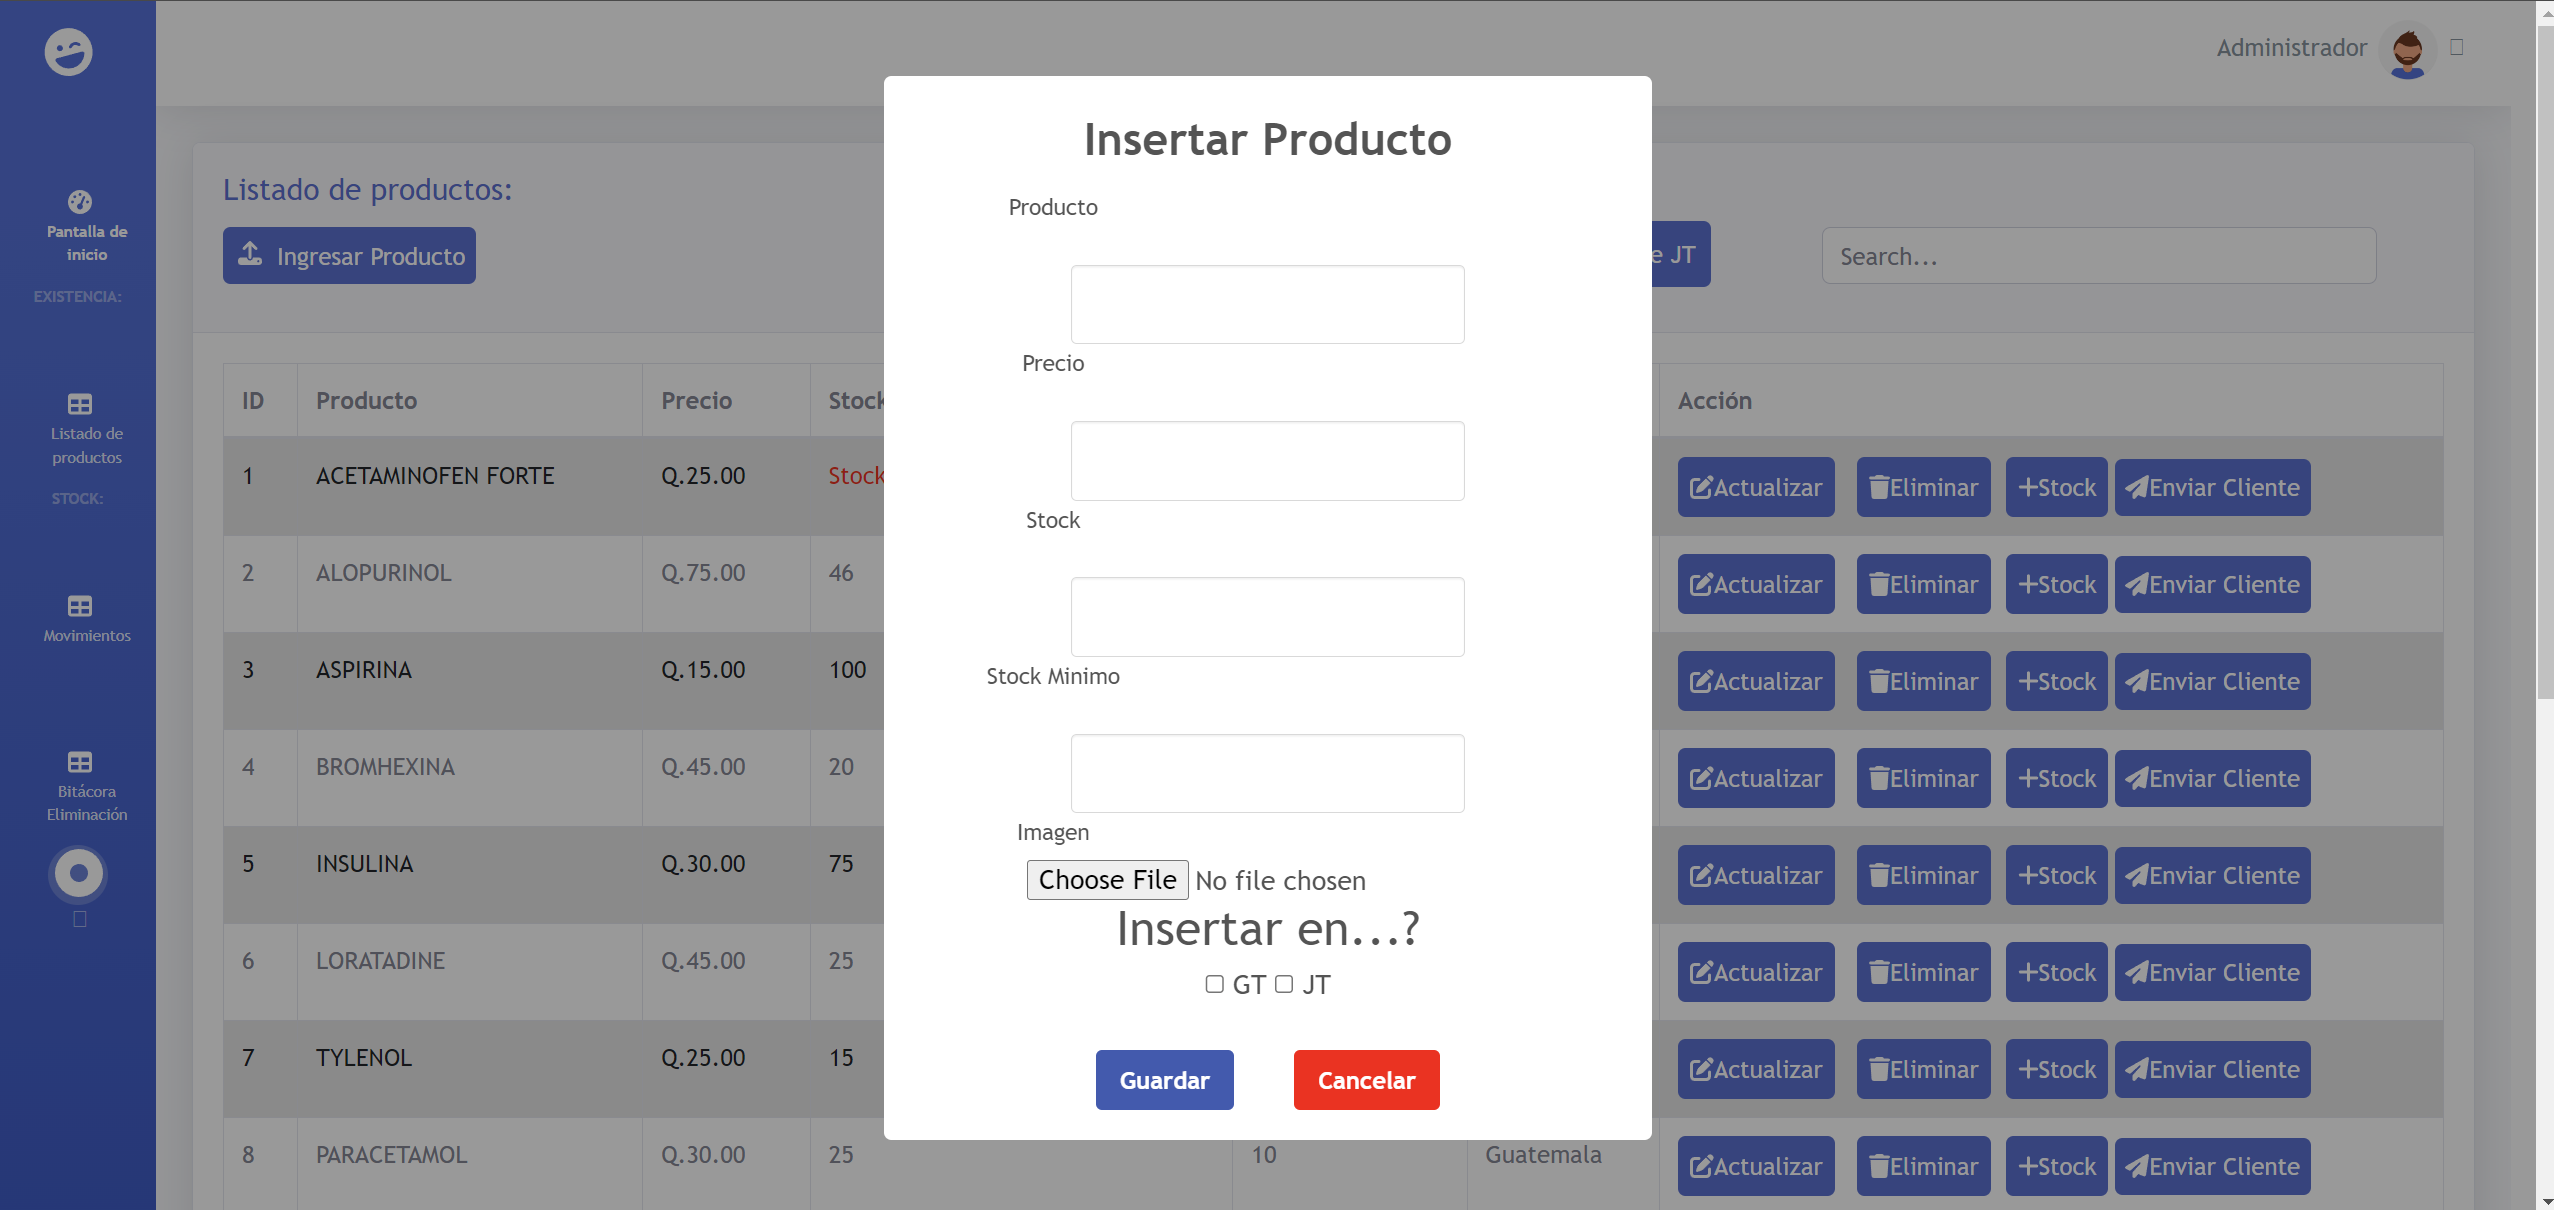 Administrador
Pantalla de
inicio
EXISTENCIA:
Listado de
productos
STOCK:
Movimientos
Bitácora
Eliminación
Listado de productos:
Ingresar Producto
e JT
Search...
ID Producto Precio Stock Acción
1 ACETAMINOFEN FORTE Q.25.00 Stock Actualizar Eliminar +Stock Enviar Cliente
2 ALOPURINOL Q.75.00 46 Actualizar Eliminar +Stock Enviar Cliente
3 ASPIRINA Q.15.00 100 Actualizar Eliminar +Stock Enviar Cliente
4 BROMHEXINA Q.45.00 20 Actualizar Eliminar +Stock Enviar Cliente
5 INSULINA Q.30.00 75 Actualizar Eliminar +Stock Enviar Cliente
6 LORATADINE Q.45.00 25 Actualizar Eliminar +Stock Enviar Cliente
7 TYLENOL Q.25.00 15 Actualizar Eliminar +Stock Enviar Cliente
8 PARACETAMOL Q.30.00 25 10 Guatemala Actualizar Eliminar +Stock Enviar Cliente
Insertar Producto
Producto
Precio
Stock
Stock Minimo
Imagen
Choose File No file chosen
Insertar en...?
GT JT
Guardar Cancelar